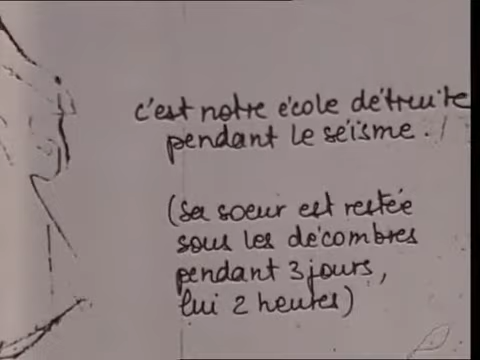 c'est notre école détruite
pendant le séisme.
(sa soeur est restée
sous les décombres
pendant 3 jours,
lui 2 heures)